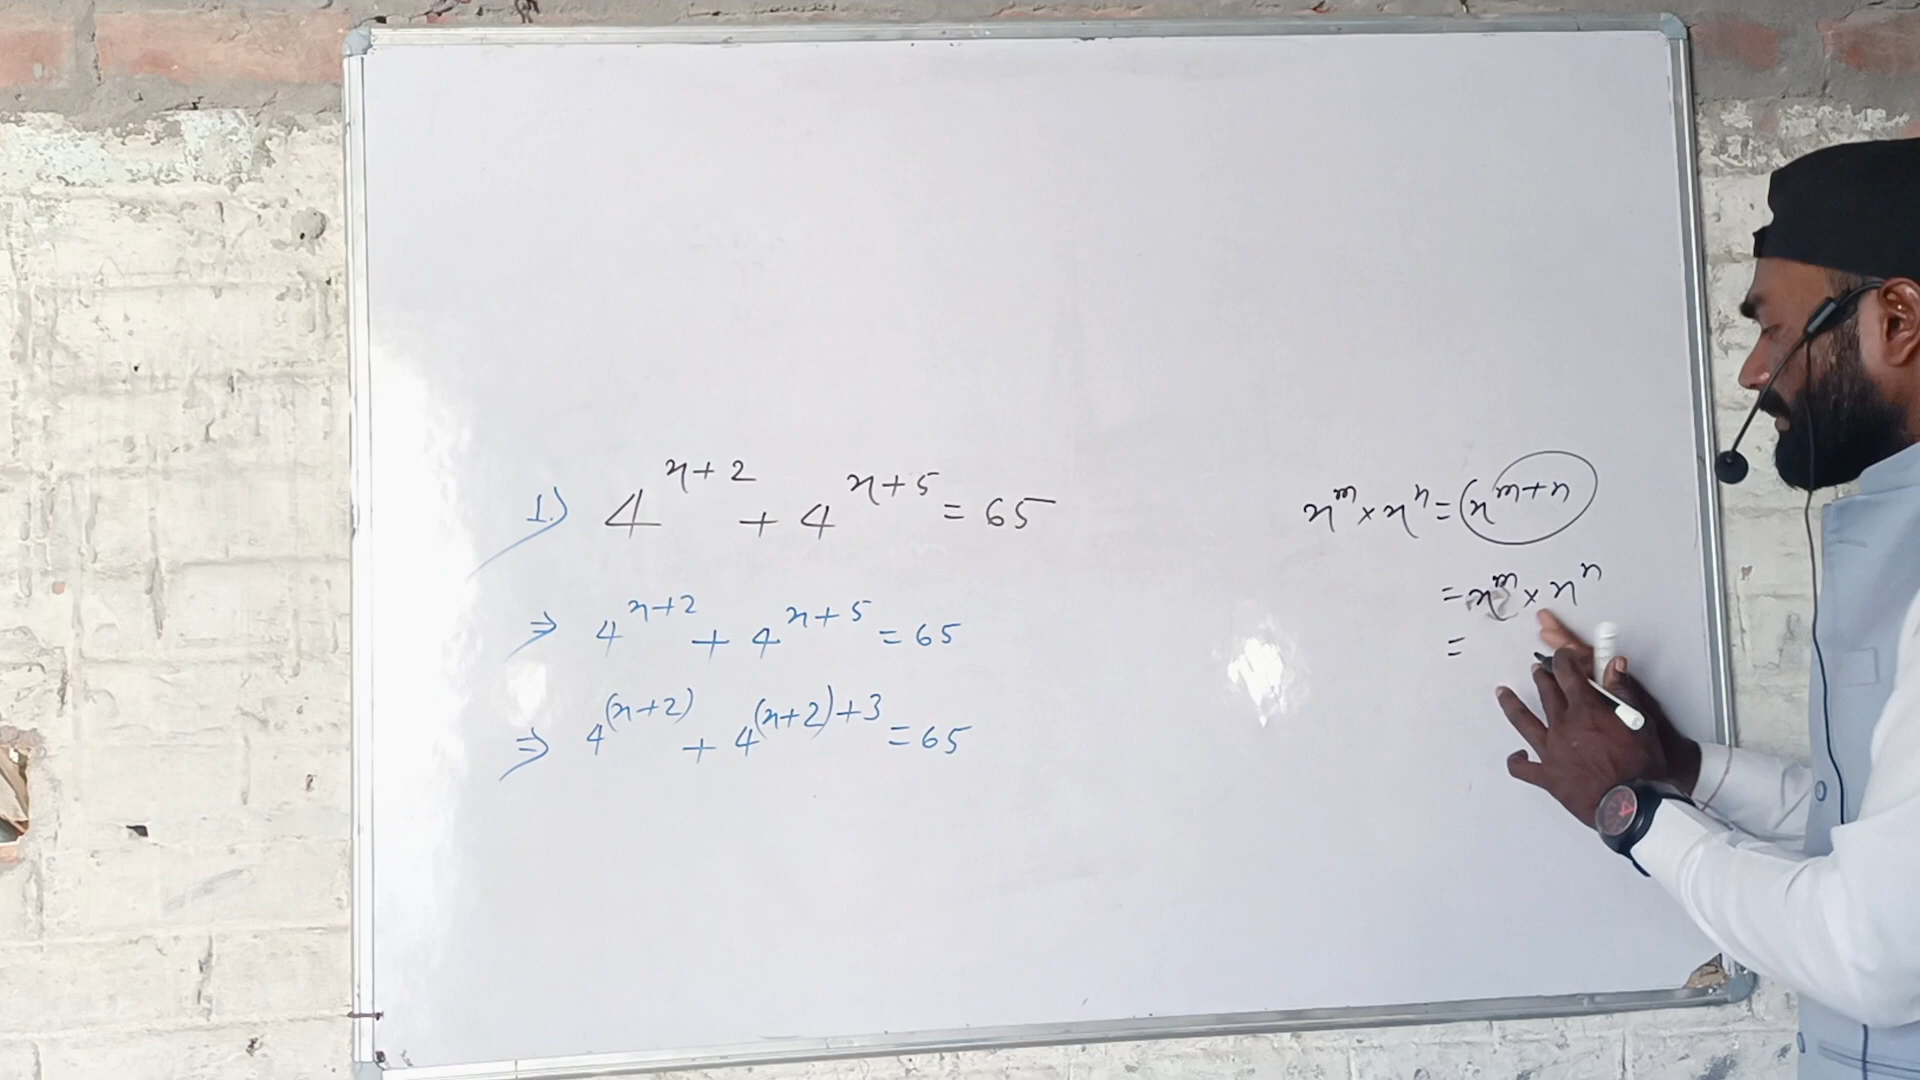 1.) 4^{x+2} + 4^{x+5} = 65
⇒ 4^{x+2} + 4^{x+5} = 65
⇒ 4^{(x+2)} + 4^{(x+2)+3} = 65
x^m × x^n = x^{m+n}
= x^m × x^n
=